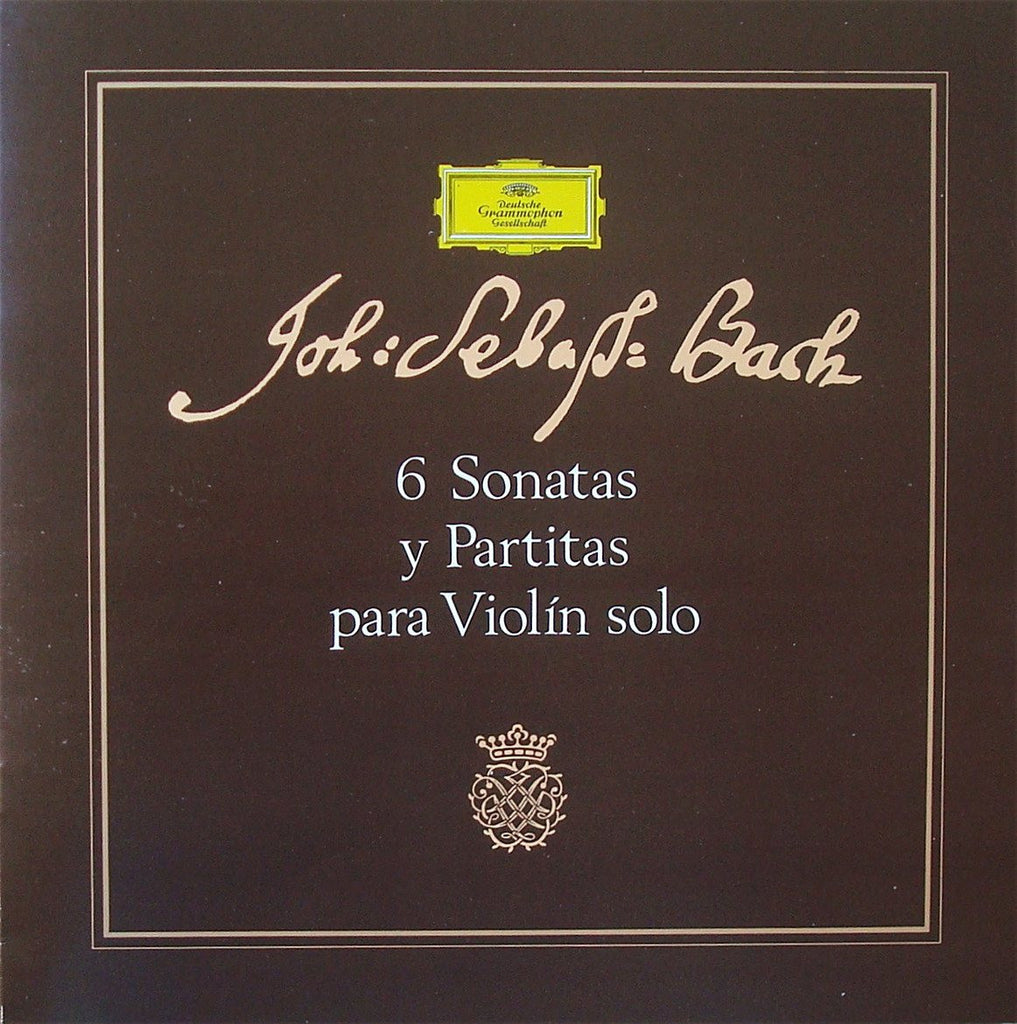 Deutsche
Grammophon
Gesellschaft
Joh: Sebaſt: Bach
6 Sonatas
y Partitas
para Violín solo